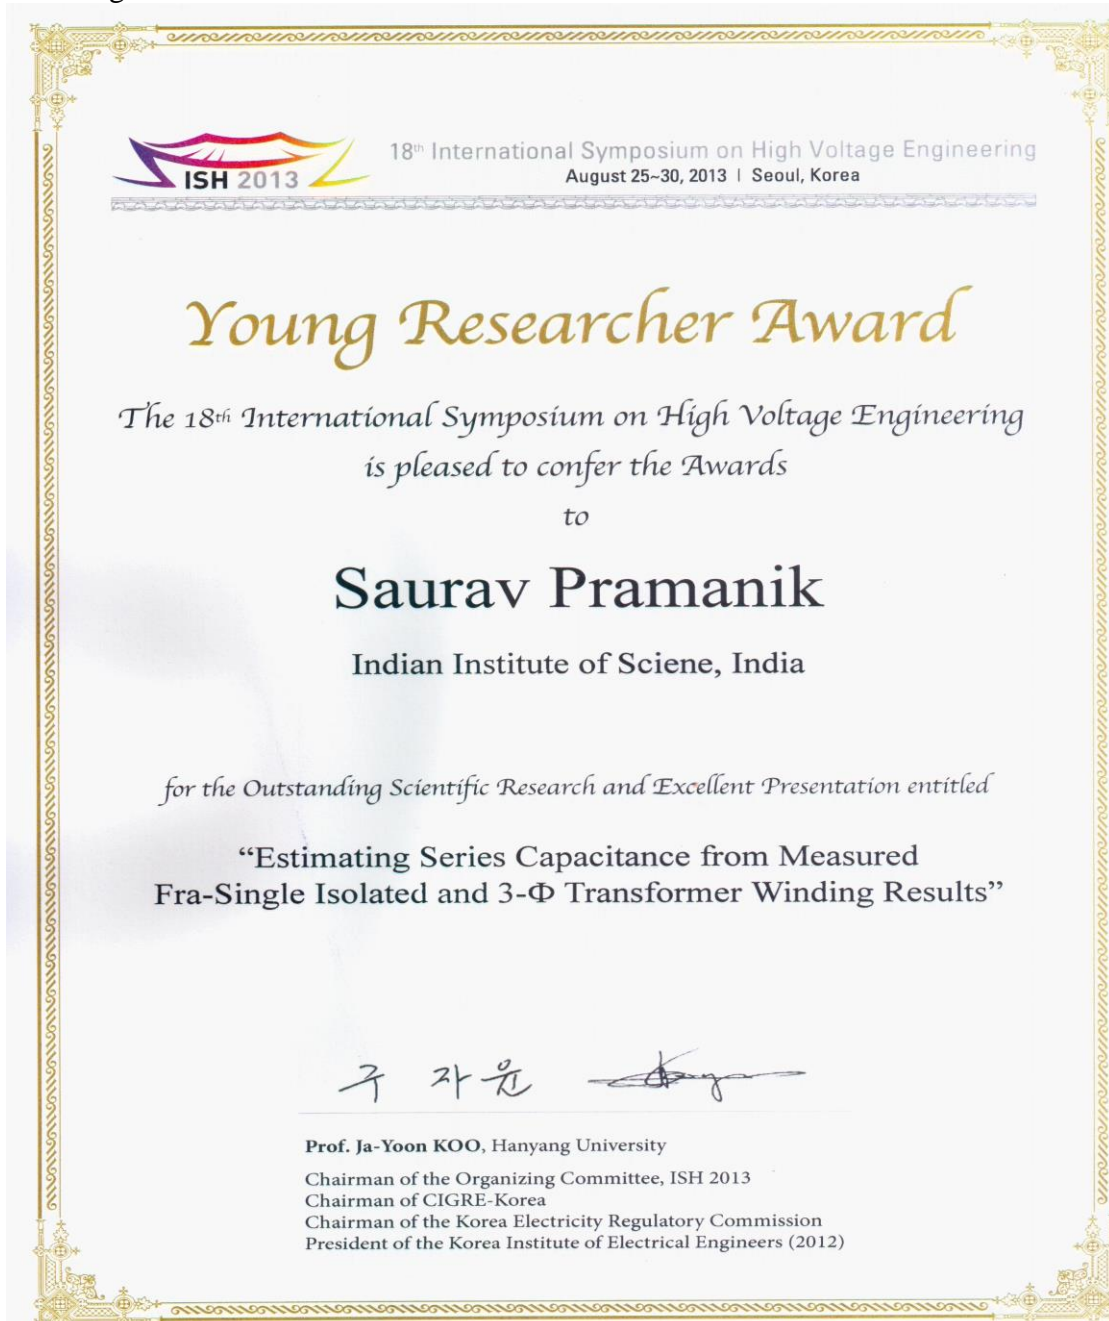 ISH 2013
18th International Symposium on High Voltage Engineering
August 25~30, 2013 | Seoul, Korea
Young Researcher Award
The 18th International Symposium on High Voltage Engineering
is pleased to confer the Awards
to
Saurav Pramanik
Indian Institute of Sciene, India
for the Outstanding Scientific Research and Excellent Presentation entitled
“Estimating Series Capacitance from Measured
Fra-Single Isolated and 3-Φ Transformer Winding Results”
구 자 윤
Prof. Ja-Yoon KOO, Hanyang University
Chairman of the Organizing Committee, ISH 2013
Chairman of CIGRE-Korea
Chairman of the Korea Electricity Regulatory Commission
President of the Korea Institute of Electrical Engineers (2012)